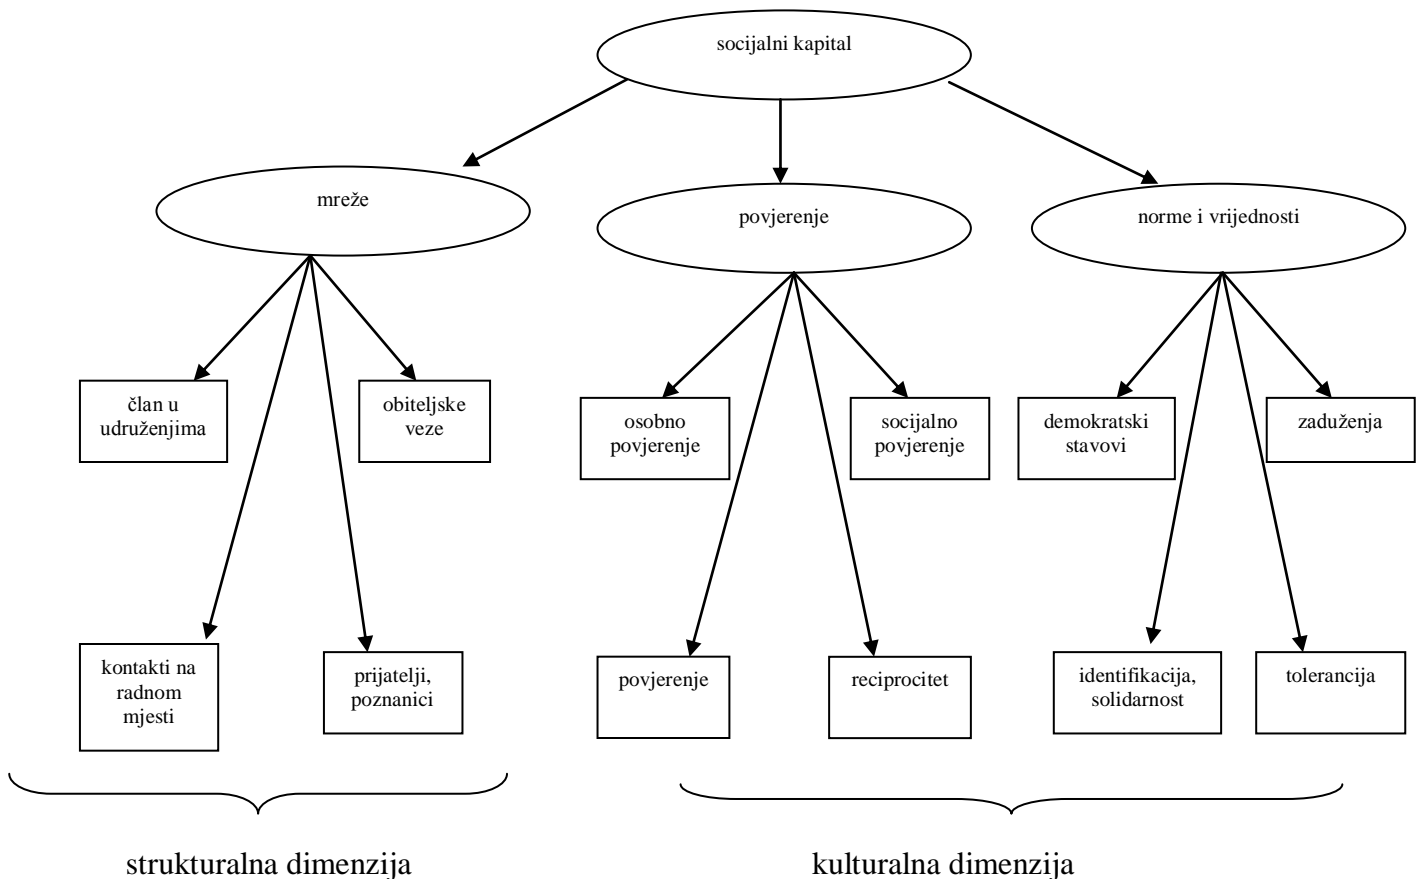 socijalni kapital
mreže
povjerenje
norme i vrijednosti
član u
udruženjima
obiteljske
veze
osobno
povjerenje
socijalno
povjerenje
demokratski
stavovi
zaduženja
kontakti na
radnom
mjesti
prijatelji,
poznanici
povjerenje
reciprocitet
identifikacija,
solidarnost
tolerancija
strukturalna dimenzija
kulturalna dimenzija